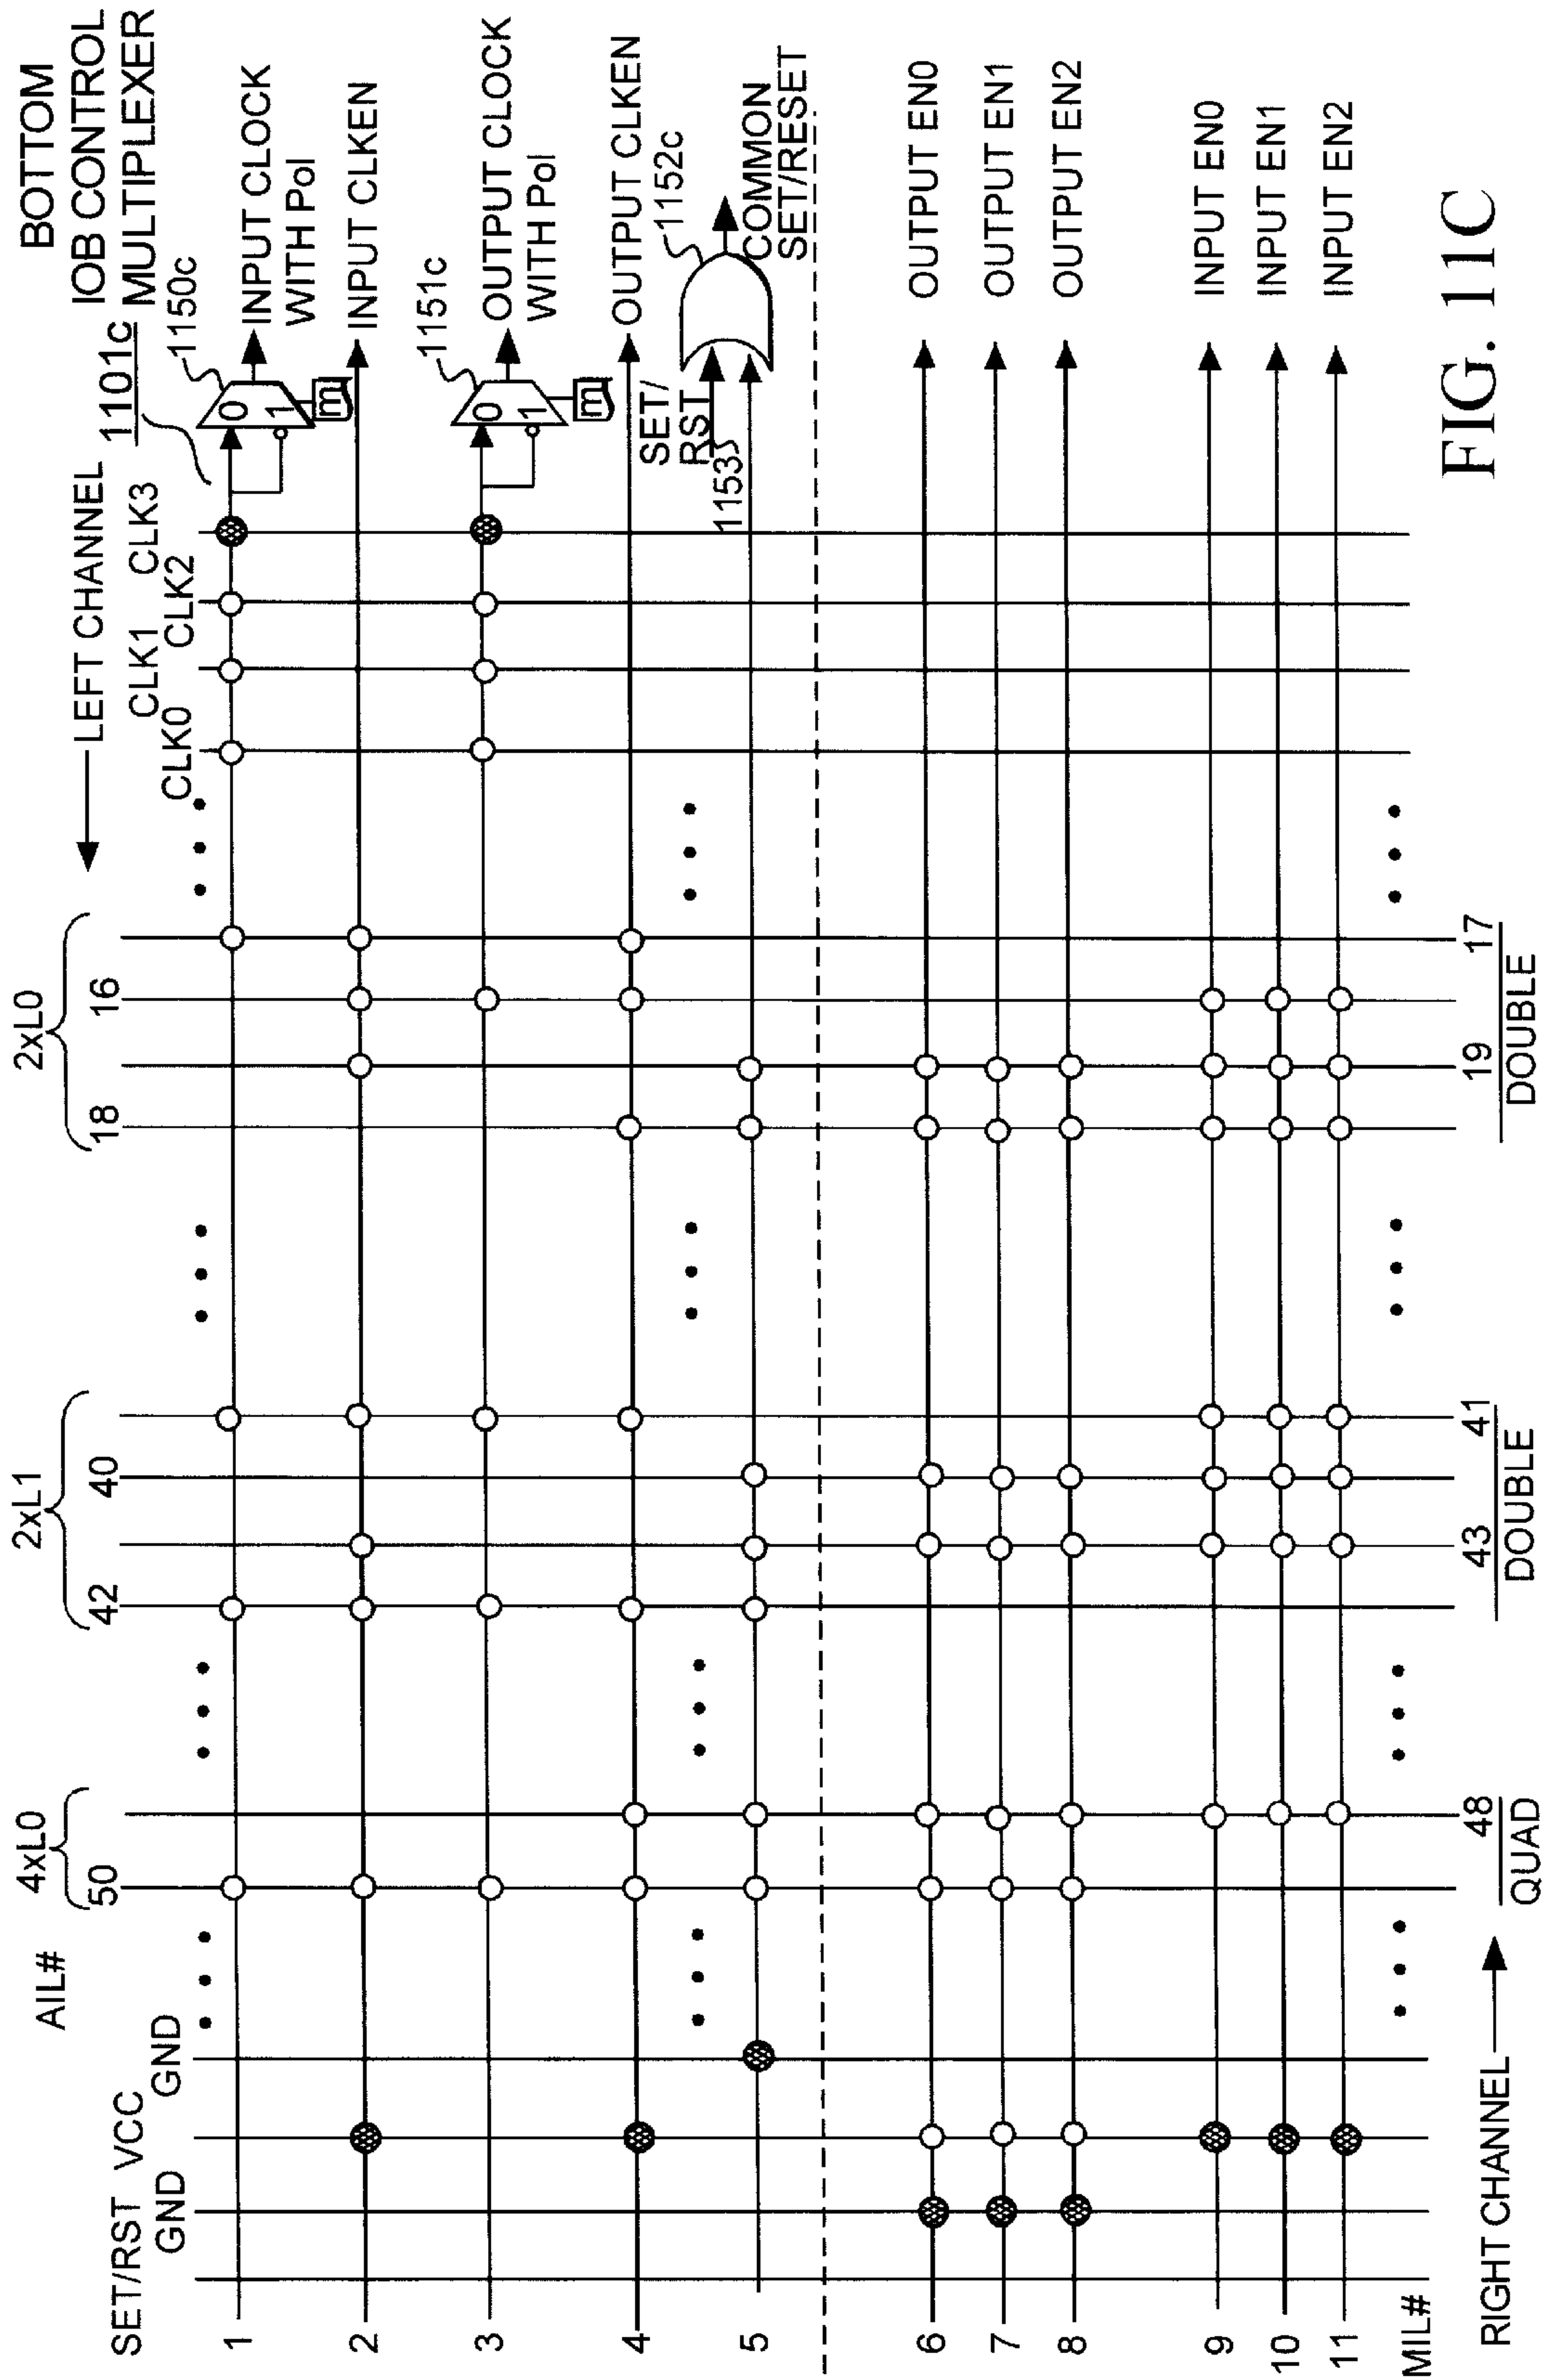 BOTTOM
IOB CONTROL
MULTIPLEXER
1101c
1150c
INPUT CLOCK
WITH Pol
0
1
m
INPUT CLKEN
1151c
OUTPUT CLOCK
WITH Pol
0
1
m
OUTPUT CLKEN
1152c
SET/
RST
1153
COMMON
SET/RESET
OUTPUT EN0
OUTPUT EN1
OUTPUT EN2
INPUT EN0
INPUT EN1
INPUT EN2
LEFT CHANNEL
CLK0
CLK1
CLK2
CLK3
2xL0
18
16
2xL1
42
40
4xL0
50
AIL#
SET/RST
GND
VCC
GND
1
2
3
4
5
6
7
8
9
10
11
MIL#
RIGHT CHANNEL
48
QUAD
43
41
DOUBLE
19
17
DOUBLE
FIG. 11C